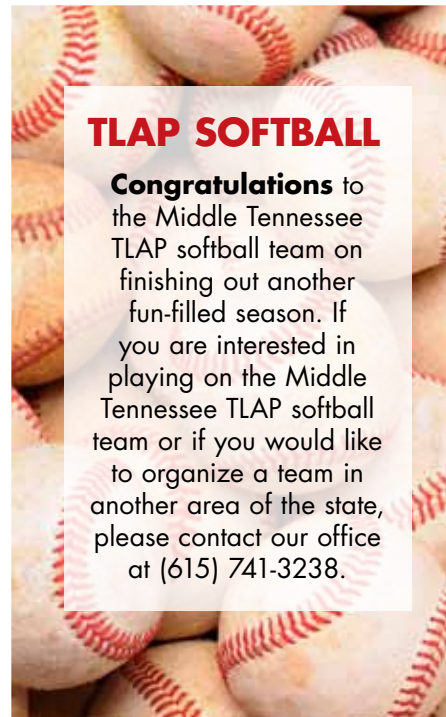 TLAP SOFTBALL
Congratulations to
the Middle Tennessee
TLAP softball team on
finishing out another
fun-filled season. If
you are interested in
playing on the Middle
Tennessee TLAP softball
team or if you would like
to organize a team in
another area of the state,
please contact our office
at (615) 741-3238.